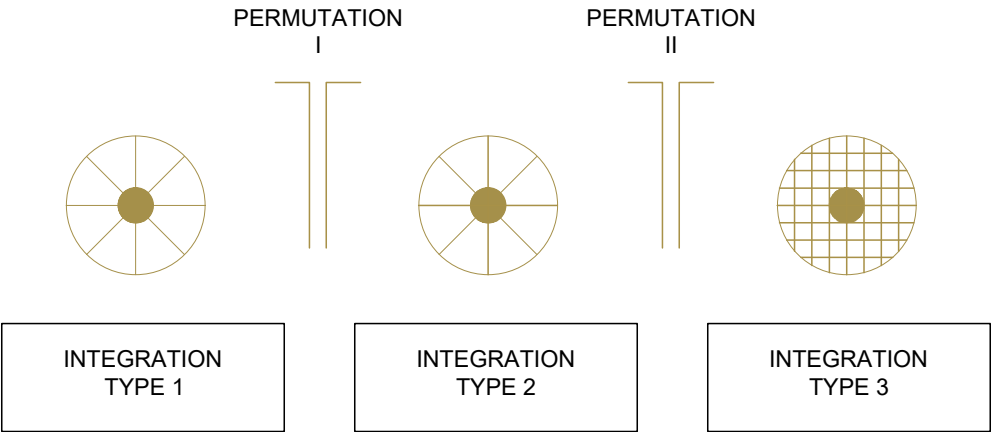 PERMUTATION
I
PERMUTATION
II
INTEGRATION
TYPE 1
INTEGRATION
TYPE 2
INTEGRATION
TYPE 3